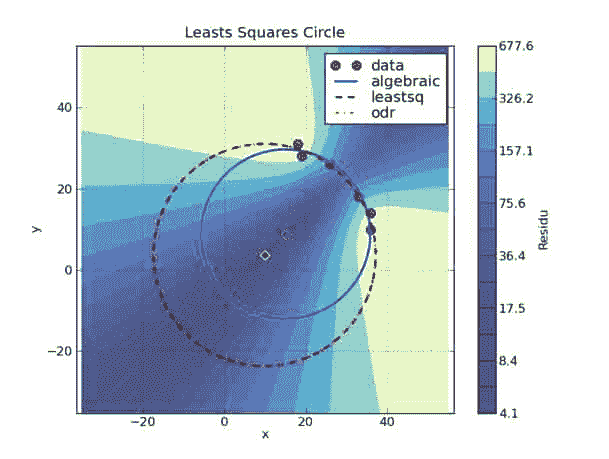 Leasts Squares Circle
data
algebraic
leastsq
odr
40
20
0
−20
−20
0
20
40
x
y
677.6
326.2
157.1
75.6
36.4
17.5
8.4
4.1
Residu